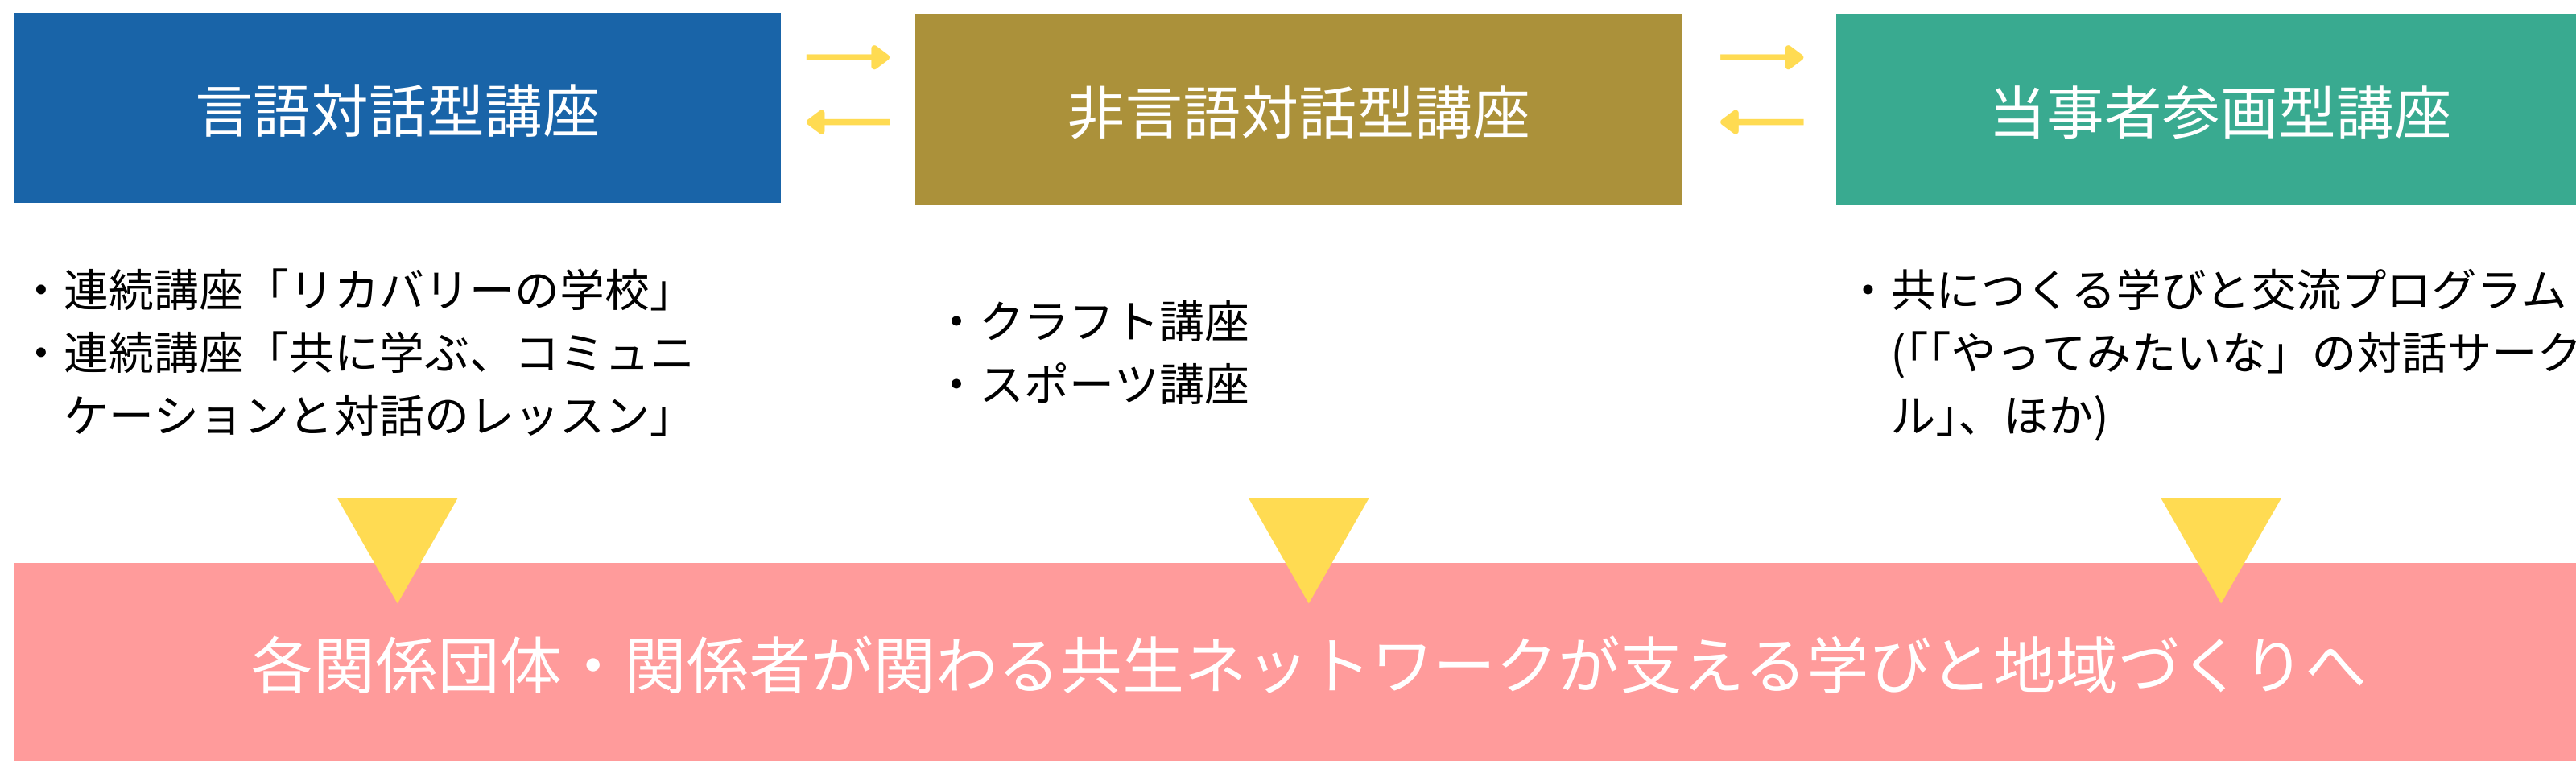 言語対話型講座
非言語対話型講座
当事者参画型講座
・連続講座「リカバリーの学校」
・連続講座「共に学ぶ、コミュニ
ケーションと対話のレッスン」
・クラフト講座
・スポーツ講座
・共につくる学びと交流プログラム
(「「やってみたいな」の対話サーク
ル」、ほか)
各関係団体・関係者が関わる共生ネットワークが支える学びと地域づくりへ